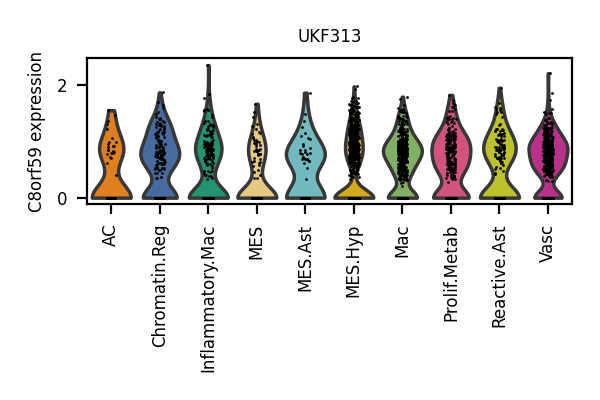 UKF313
C8orf59 expression
2
0
AC
Chromatin.Reg
Inflammatory.Mac
MES
MES.Ast
MES.Hyp
Mac
Prolif.Metab
Reactive.Ast
Vasc